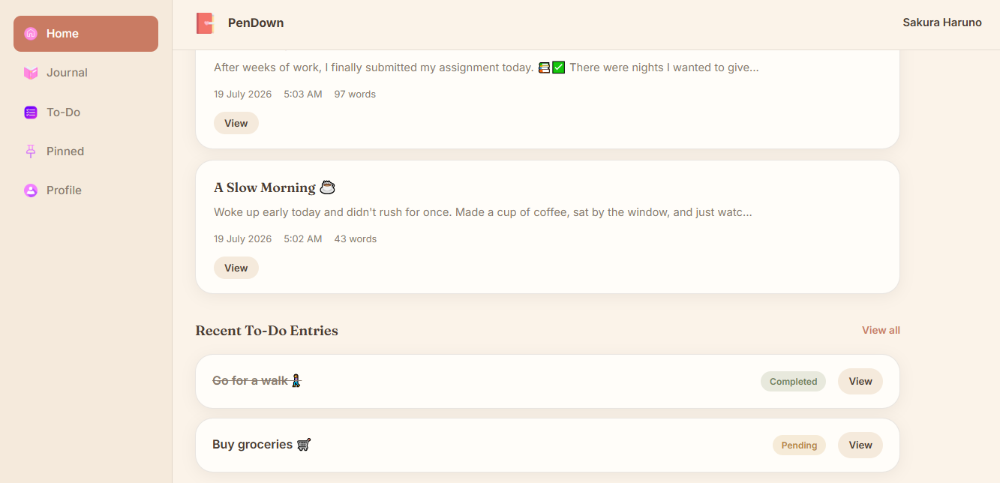 Home
Journal
To-Do
Pinned
Profile
PenDown
Sakura Haruno
After weeks of work, I finally submitted my assignment today. 📚✅ There were nights I wanted to give...
19 July 2026 5:03 AM 97 words
View
A Slow Morning ☕
Woke up early today and didn't rush for once. Made a cup of coffee, sat by the window, and just watc...
19 July 2026 5:02 AM 43 words
View
Recent To-Do Entries View all
Go for a walk 🚶‍♀️ Completed View
Buy groceries 🛒 Pending View